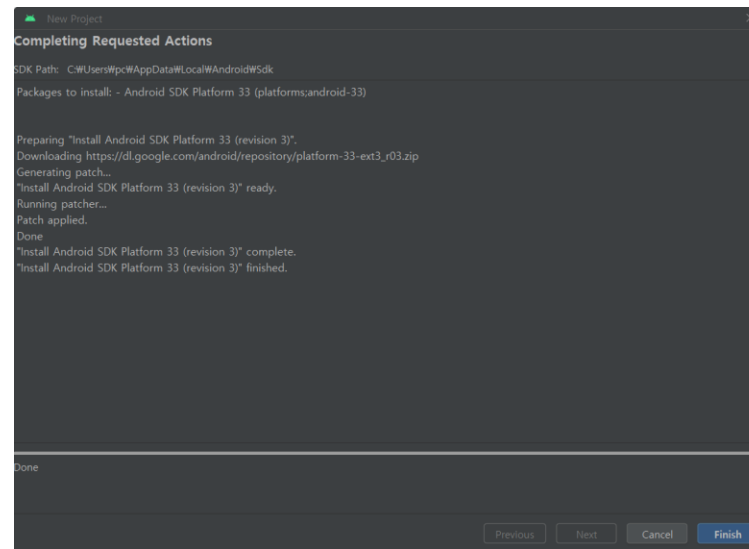 New Project
Completing Requested Actions
SDK Path: C:₩Users₩pc₩AppData₩Local₩Android₩Sdk
Packages to install: - Android SDK Platform 33 (platforms;android-33)
Preparing "Install Android SDK Platform 33 (revision 3)".
Downloading https://dl.google.com/android/repository/platform-33-ext3_r03.zip
Generating patch...
"Install Android SDK Platform 33 (revision 3)" ready.
Running patcher...
Patch applied.
Done
"Install Android SDK Platform 33 (revision 3)" complete.
"Install Android SDK Platform 33 (revision 3)" finished.
Done
Previous Next Cancel Finish